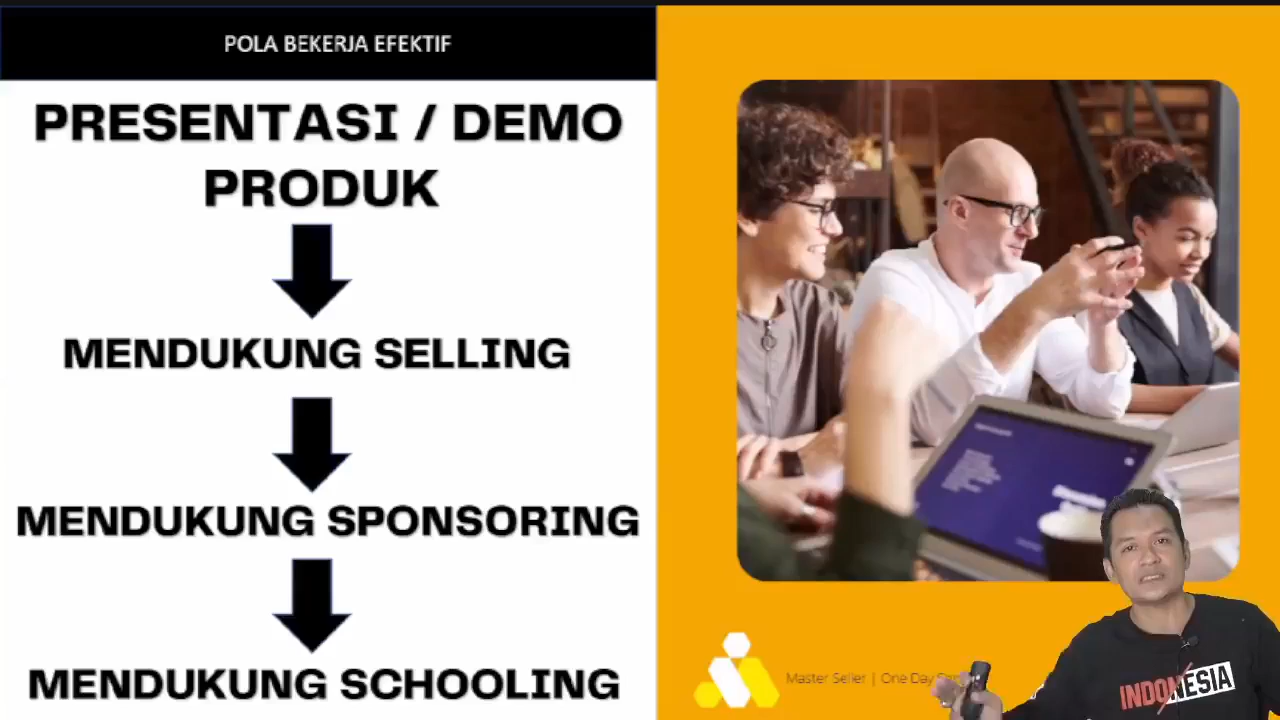 POLA BEKERJA EFEKTIF
PRESENTASI / DEMO
PRODUK
MENDUKUNG SELLING
MENDUKUNG SPONSORING
MENDUKUNG SCHOOLING
Master Seller | One Day
INDONESIA